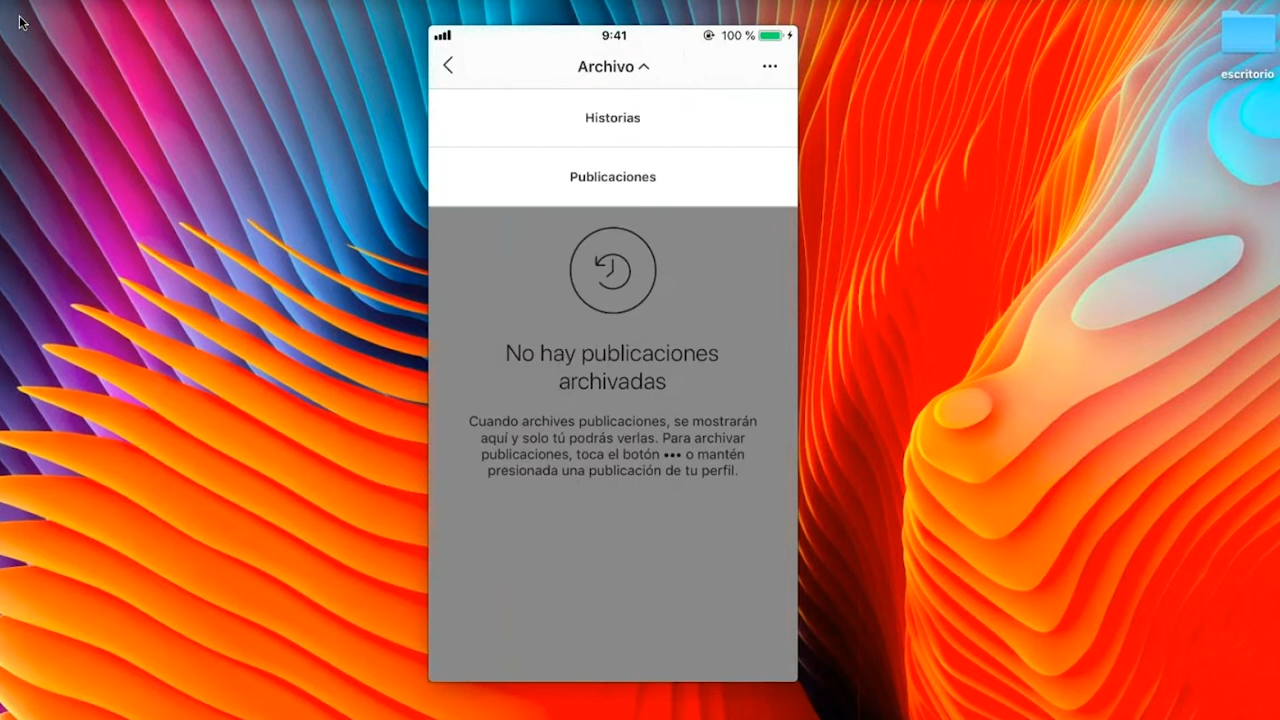 9:41
100 %
Archivo
Historias
Publicaciones
No hay publicaciones
archivadas
Cuando archives publicaciones, se mostrarán
aquí y solo tú podrás verlas. Para archivar
publicaciones, toca el botón ••• o mantén
presionada una publicación de tu perfil.
escritorio